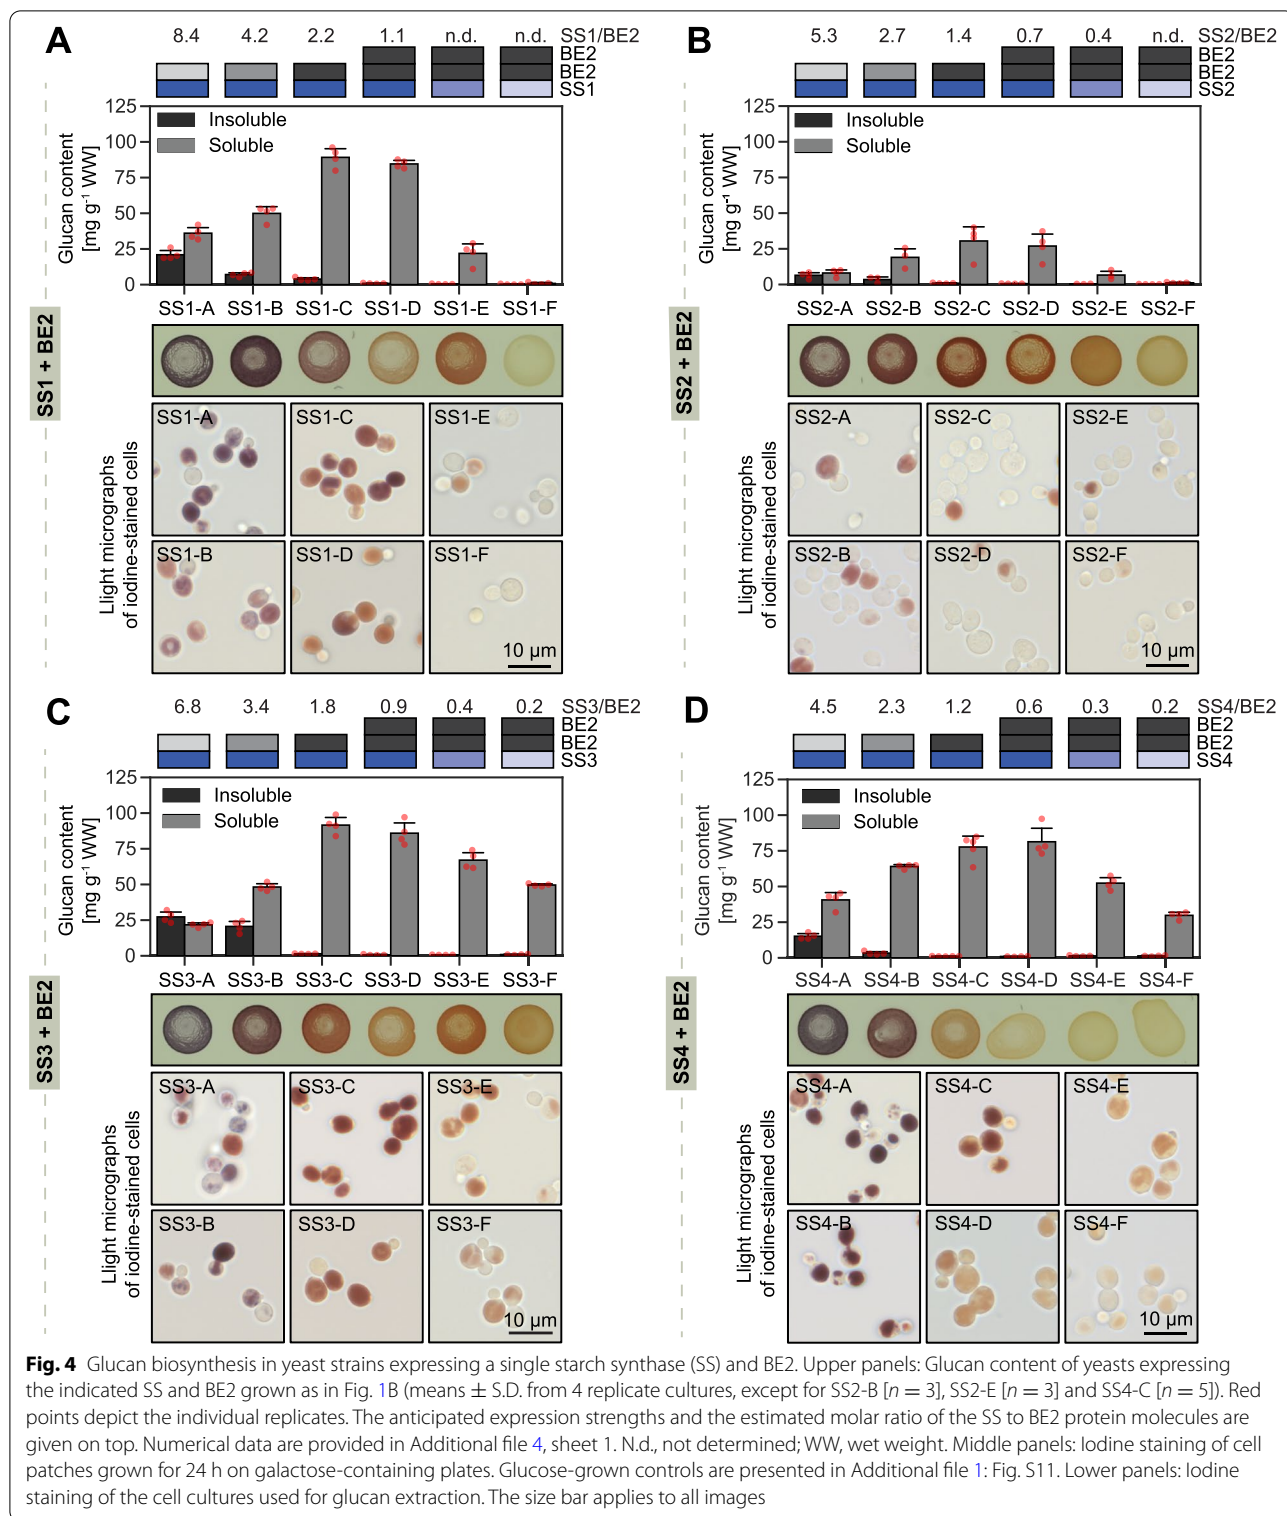 A
8.4 4.2 2.2 1.1 n.d. n.d. SS1/BE2
BE2
BE2
SS1
125
100
75
50
25
0
Glucan content
[mg g-1 WW]
Insoluble
Soluble
SS1-A SS1-B SS1-C SS1-D SS1-E SS1-F
SS1 + BE2
Llight micrographs
of iodine-stained cells
SS1-A SS1-C SS1-E
SS1-B SS1-D SS1-F
10 µm
B
5.3 2.7 1.4 0.7 0.4 n.d. SS2/BE2
BE2
BE2
SS2
125
100
75
50
25
0
Glucan content
[mg g-1 WW]
Insoluble
Soluble
SS2-A SS2-B SS2-C SS2-D SS2-E SS2-F
SS2 + BE2
Llight micrographs
of iodine-stained cells
SS2-A SS2-C SS2-E
SS2-B SS2-D SS2-F
10 µm
C
6.8 3.4 1.8 0.9 0.4 0.2 SS3/BE2
BE2
BE2
SS3
125
100
75
50
25
0
Glucan content
[mg g-1 WW]
Insoluble
Soluble
SS3-A SS3-B SS3-C SS3-D SS3-E SS3-F
SS3 + BE2
Llight micrographs
of iodine-stained cells
SS3-A SS3-C SS3-E
SS3-B SS3-D SS3-F
10 µm
D
4.5 2.3 1.2 0.6 0.3 0.2 SS4/BE2
BE2
BE2
SS4
125
100
75
50
25
0
Glucan content
[mg g-1 WW]
Insoluble
Soluble
SS4-A SS4-B SS4-C SS4-D SS4-E SS4-F
SS4 + BE2
Llight micrographs
of iodine-stained cells
SS4-A SS4-C SS4-E
SS4-B SS4-D SS4-F
10 µm
Fig. 4 Glucan biosynthesis in yeast strains expressing a single starch synthase (SS) and BE2. Upper panels: Glucan content of yeasts expressing
the indicated SS and BE2 grown as in Fig. 1B (means ± S.D. from 4 replicate cultures, except for SS2-B [n = 3], SS2-E [n = 3] and SS4-C [n = 5]). Red
points depict the individual replicates. The anticipated expression strengths and the estimated molar ratio of the SS to BE2 protein molecules are
given on top. Numerical data are provided in Additional file 4, sheet 1. N.d., not determined; WW, wet weight. Middle panels: Iodine staining of cell
patches grown for 24 h on galactose-containing plates. Glucose-grown controls are presented in Additional file 1: Fig. S11. Lower panels: Iodine
staining of the cell cultures used for glucan extraction. The size bar applies to all images